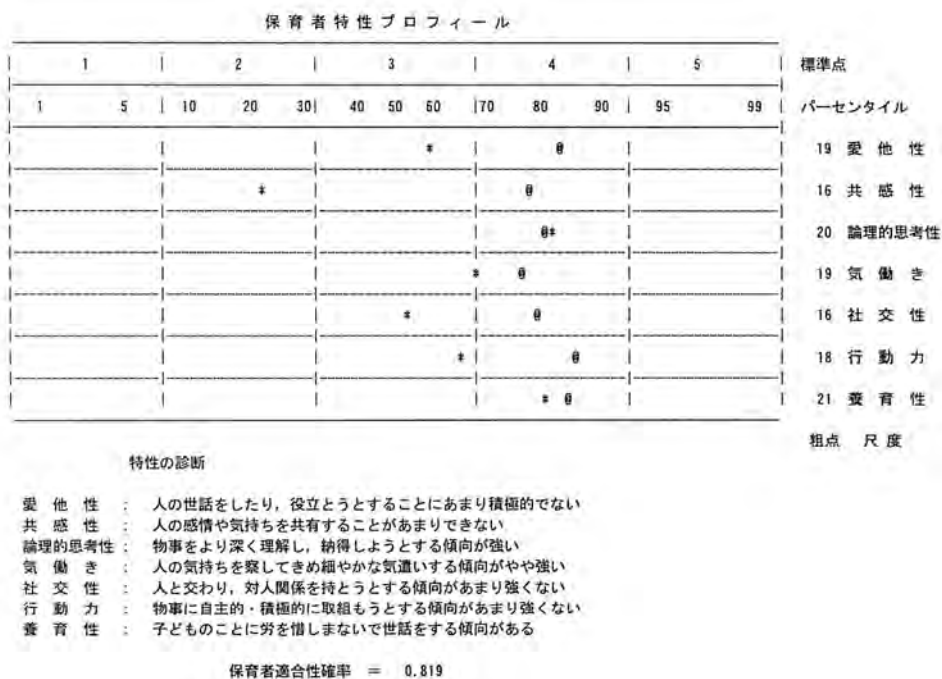 保育者特性プロフィール
1 2 3 4 5 標準点
1 5 10 20 30 40 50 60 70 80 90 95 99 パーセンタイル
* @ 19 愛他性
* @ 16 共感性
@* 20 論理的思考性
* @ 19 気働き
* @ 16 社交性
* @ 18 行動力
* @ 21 養育性
粗点 尺度
特性の診断
愛他性 : 人の世話をしたり，役立とうとすることにあまり積極的でない
共感性 : 人の感情や気持ちを共有することがあまりできない
論理的思考性 : 物事をより深く理解し，納得しようとする傾向が強い
気働き : 人の気持ちを察してきめ細やかな気遣いする傾向がやや強い
社交性 : 人と交わり，対人関係を持とうとする傾向があまり強くない
行動力 : 物事に自主的・積極的に取組もうとする傾向があまり強くない
養育性 : 子どものことに労を惜しまないで世話をする傾向がある
保育者適合性確率 ＝ 0.819